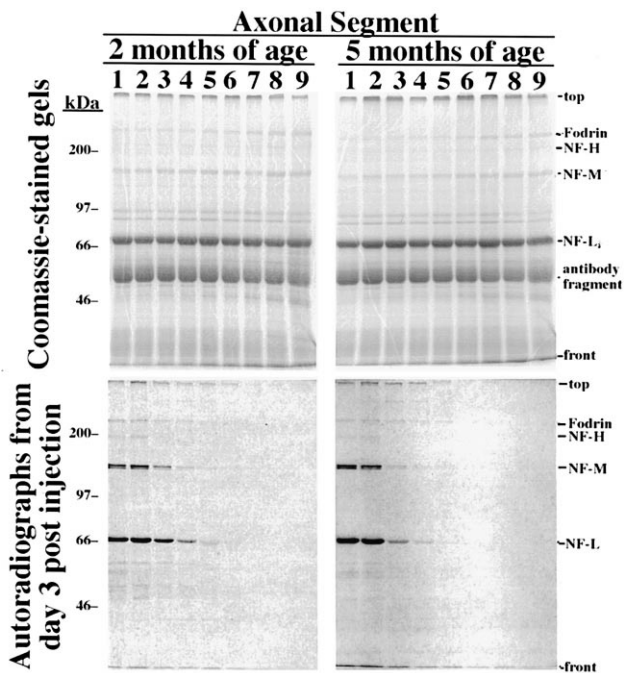 Axonal Segment
2 months of age 5 months of age
1 2 3 4 5 6 7 8 9 1 2 3 4 5 6 7 8 9
kDa
Coomassie-stained gels
top
Fodrin
200–
NF-H
NF-M
97–
66–
NF-L
antibody
fragment
46–
front
Autoradiographs from
day 3 post injection
top
Fodrin
200–
NF-H
NF-M
97–
66–
NF-L
46–
front